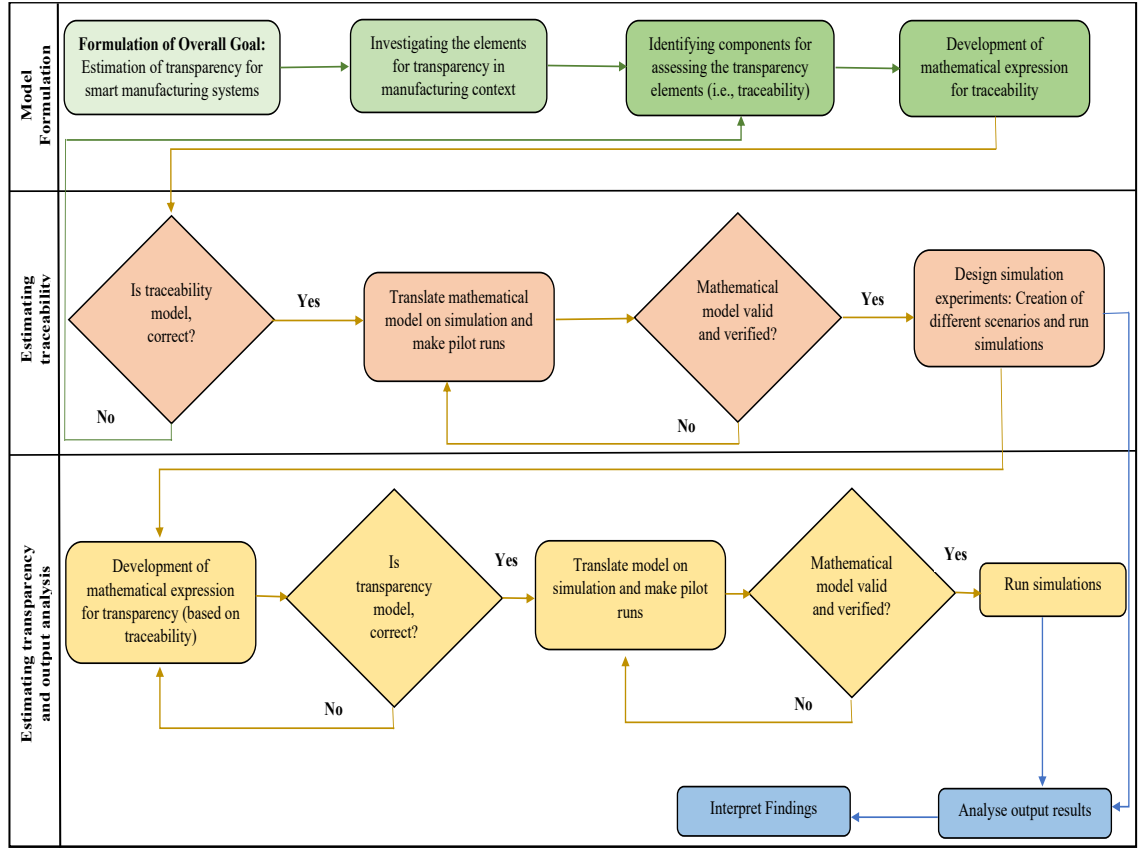 Model
Formulation
Formulation of Overall Goal:
Estimation of transparency for
smart manufacturing systems
Investigating the elements
for transparency in
manufacturing context
Identifying components for
assessing the transparency
elements (i.e., traceability)
Development of
mathematical expression
for traceability
Estimating
traceability
Is traceability
model,
correct?
Yes
No
Translate mathematical
model on simulation and
make pilot runs
Mathematical
model valid
and verified?
Yes
No
Design simulation
experiments: Creation of
different scenarios and run
simulations
Estimating transparency
and output analysis
Development of
mathematical expression
for transparency (based on
traceability)
Is
transparency
model,
correct?
Yes
No
Translate model on
simulation and make pilot
runs
Mathematical
model valid
and verified?
Yes
No
Run simulations
Interpret Findings
Analyse output results